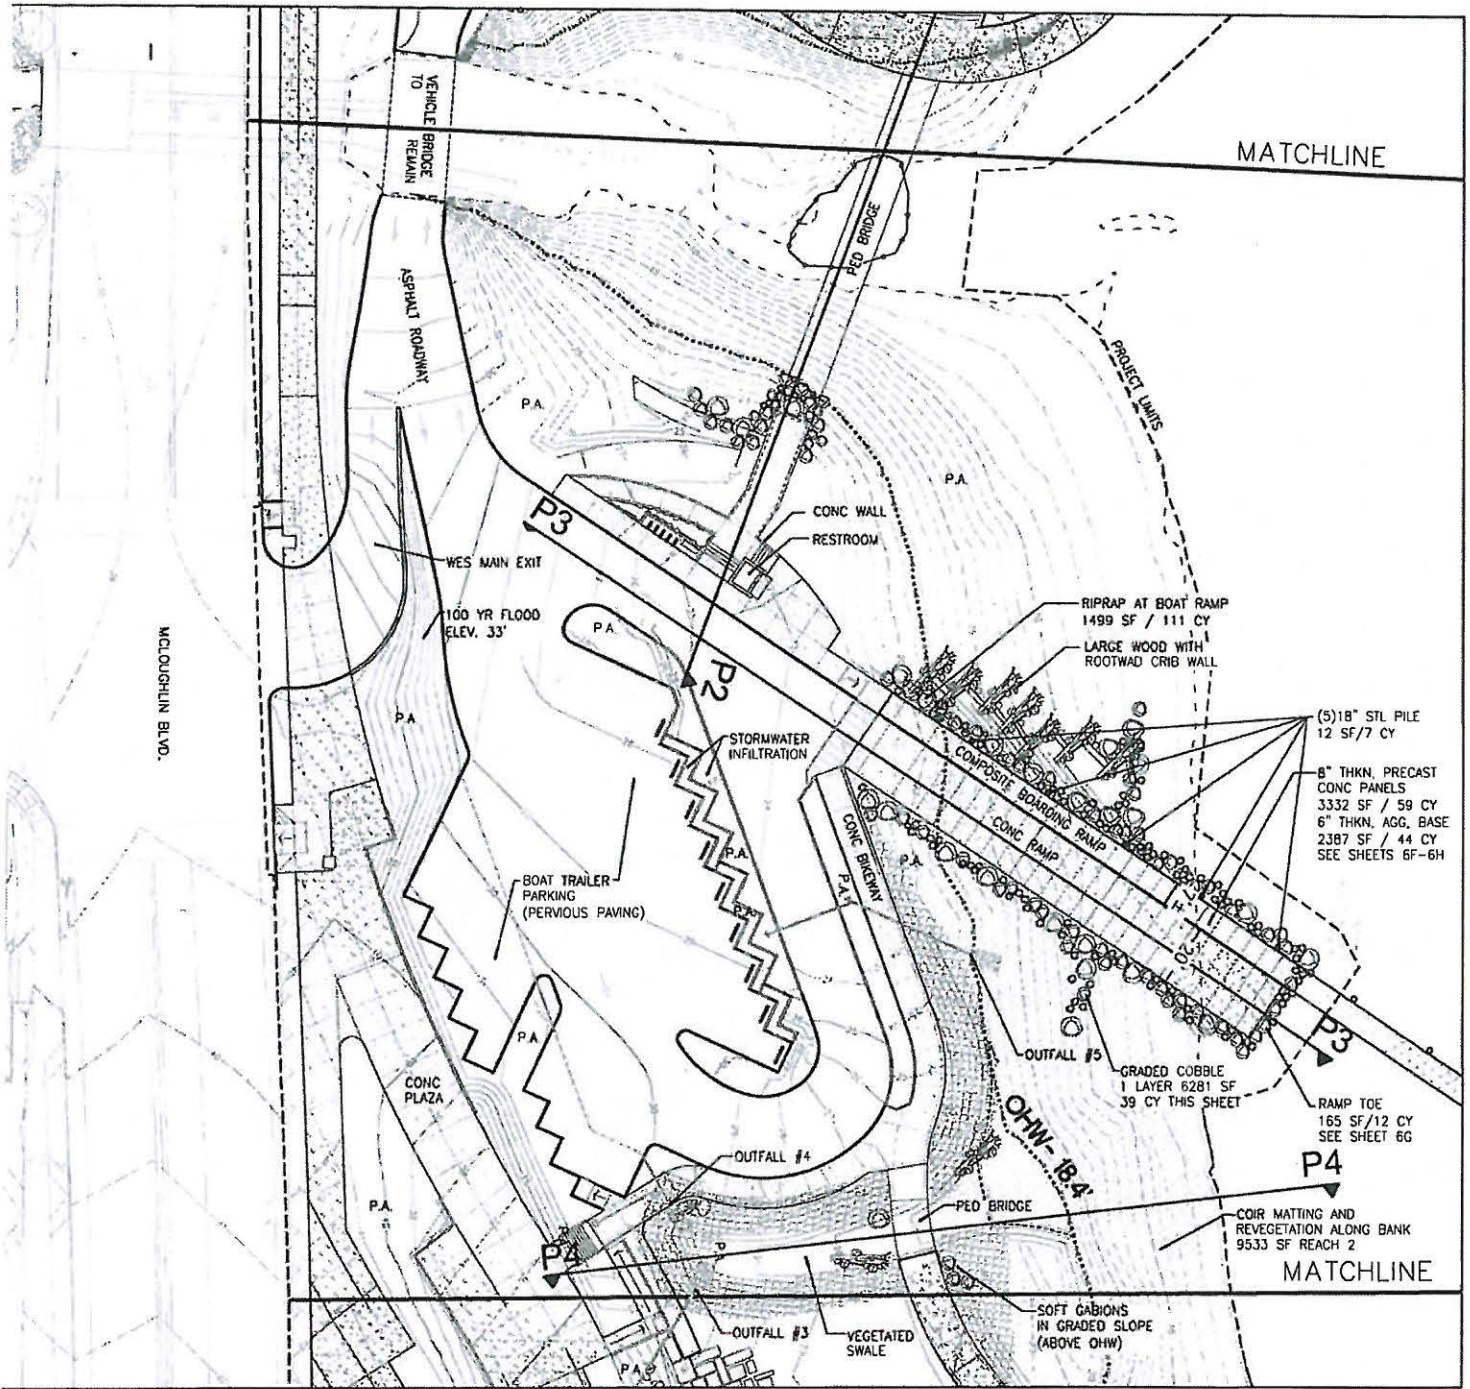 MATCHLINE
VEHICLE BRIDGE
TO REMAIN
PED BRIDGE
ASPHALT ROADWAY
PROJECT LIMITS
P.A.
P.A.
P3
CONC WALL
RESTROOM
WES MAIN EXIT
100 YR FLOOD
ELEV. 33'
P.A.
P2
RIPRAP AT BOAT RAMP
1499 SF / 111 CY
LARGE WOOD WITH
ROOTWAD CRIB WALL
MCLOUGHLIN BLVD.
P.A.
STORMWATER
INFILTRATION
(5)18" STL PILE
12 SF/7 CY
8" THKN. PRECAST
CONC PANELS
3332 SF / 59 CY
6" THKN. AGG. BASE
2387 SF / 44 CY
SEE SHEETS 6F-6H
COMPOSITE BOARDING RAMP
CONC RAMP
CONC BIKEWAY
P.A.
P.A.
P.A.
P.A.
BOAT TRAILER
PARKING
(PERVIOUS PAVING)
20'
P3
P.A.
OUTFALL #5
CONC
PLAZA
GRADED COBBLE
1 LAYER 6281 SF
39 CY THIS SHEET
RAMP TOE
165 SF/12 CY
SEE SHEET 6G
OHW- 18.4'
OUTFALL #4
P4
P.A.
PED BRIDGE
COIR MATTING AND
REVEGETATION ALONG BANK
9533 SF REACH 2
P4
P.A.
MATCHLINE
OUTFALL #3
VEGETATED
SWALE
SOFT GABIONS
IN GRADED SLOPE
(ABOVE OHW)
P.A.